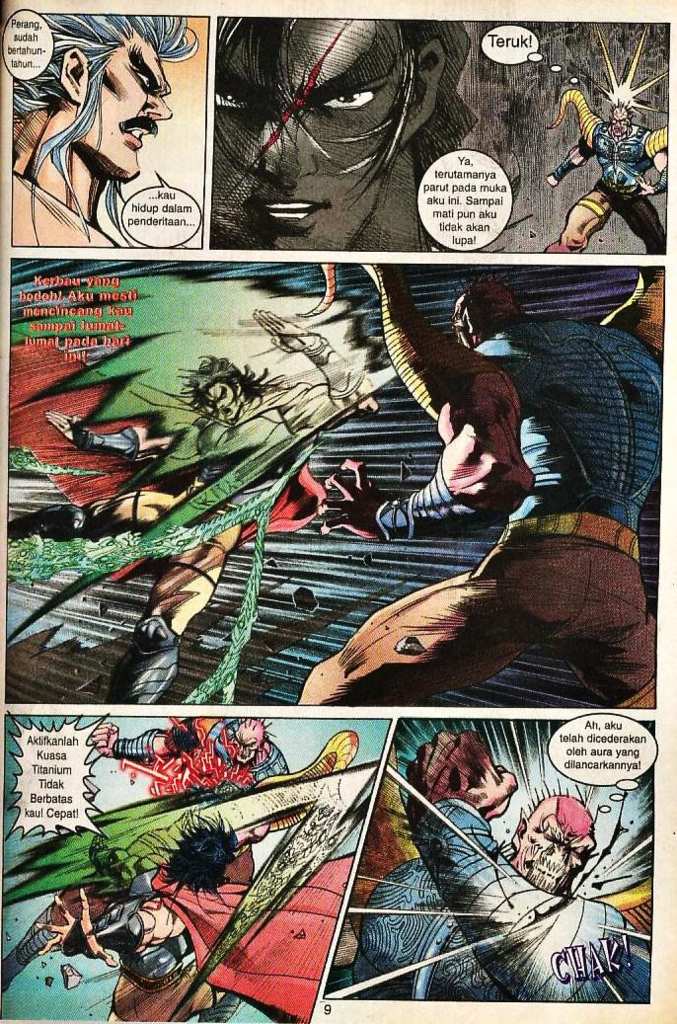 Perang,
sudah
bertahun-
tahun...
...kau
hidup dalam
penderitaan...
Ya,
terutamanya
parut pada muka
aku ini. Sampai
mati pun aku
tidak akan
lupa!
Teruk!
Kerbau yang
bodoh! Aku mesti
mencincang kau
sampai lumat-
lumat pada hari
ini!
Aktifkanlah
Kuasa
Titanium
Tidak
Berbatas
kau! Cepat!
Ah, aku
telah dicederakan
oleh aura yang
dilancarkannya!
CHAK!
9